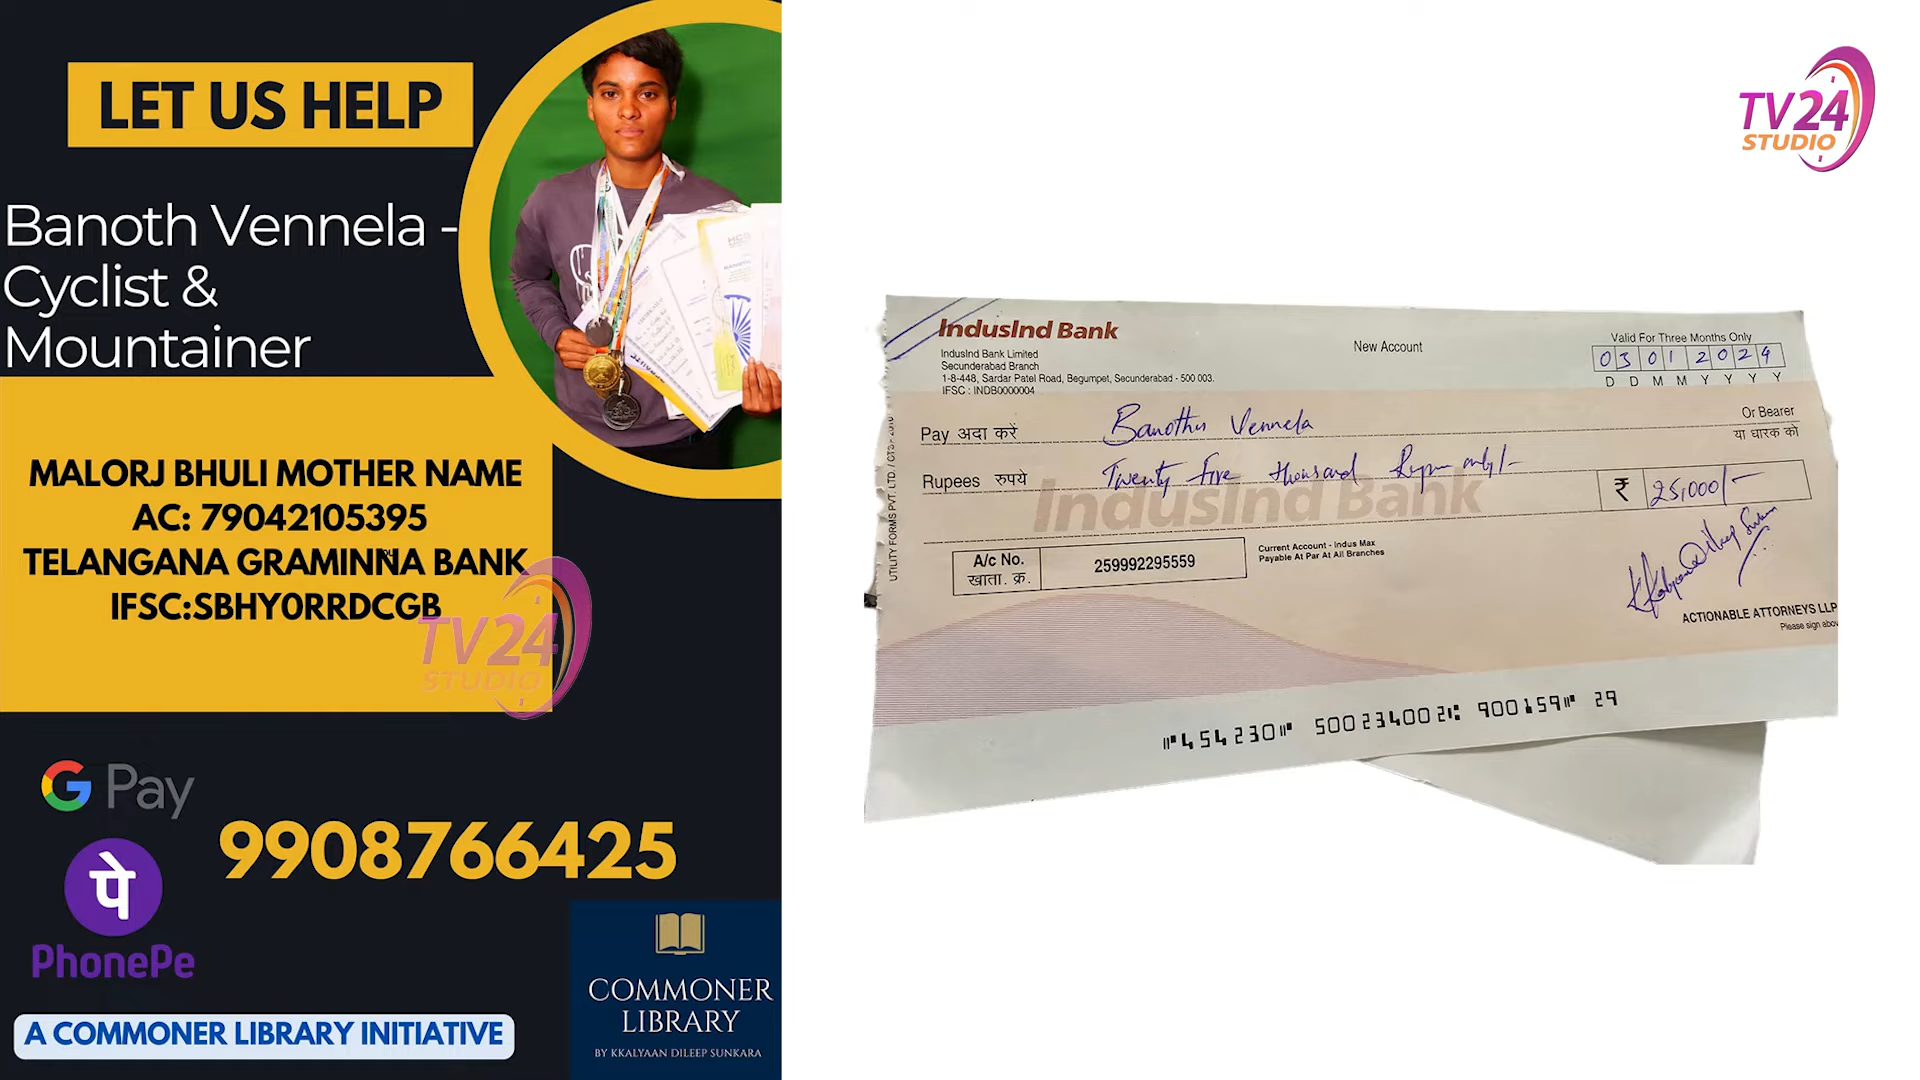 LET US HELP
Banoth Vennela -
Cyclist &
Mountainer
MALORJ BHULI MOTHER NAME
AC: 79042105395
TELANGANA GRAMINNA BANK
IFSC:SBHY0RRDCGB
TV24
STUDIO
G Pay
पे
PhonePe
9908766425
A COMMONER LIBRARY INITIATIVE
COMMONER
LIBRARY
BY KKALYAAN DILEEP SUNKARA
TV24
STUDIO
IndusInd Bank
IndusInd Bank Limited
Secunderabad Branch
1-8-448, Sardar Patel Road, Begumpet, Secunderabad - 500 003.
IFSC : INDB0000004
New Account
Valid For Three Months Only
03012024
D D M M Y Y Y Y
Pay अदा करें Banothu Vennela
Or Bearer
या धारक को
Rupees रुपये Twenty Five thousand Rupees only/-
₹ 25,000/-
IndusInd Bank
A/c No.
खाता. क्र.
259992295559
Current Account - Indus Max
Payable At Par At All Branches
ACTIONABLE ATTORNEYS LLP
Please sign above
UTILITY FORMS PVT. LTD. / CTS - 2010
⑈454230⑈ 500234002⑆ 900159⑈ 29